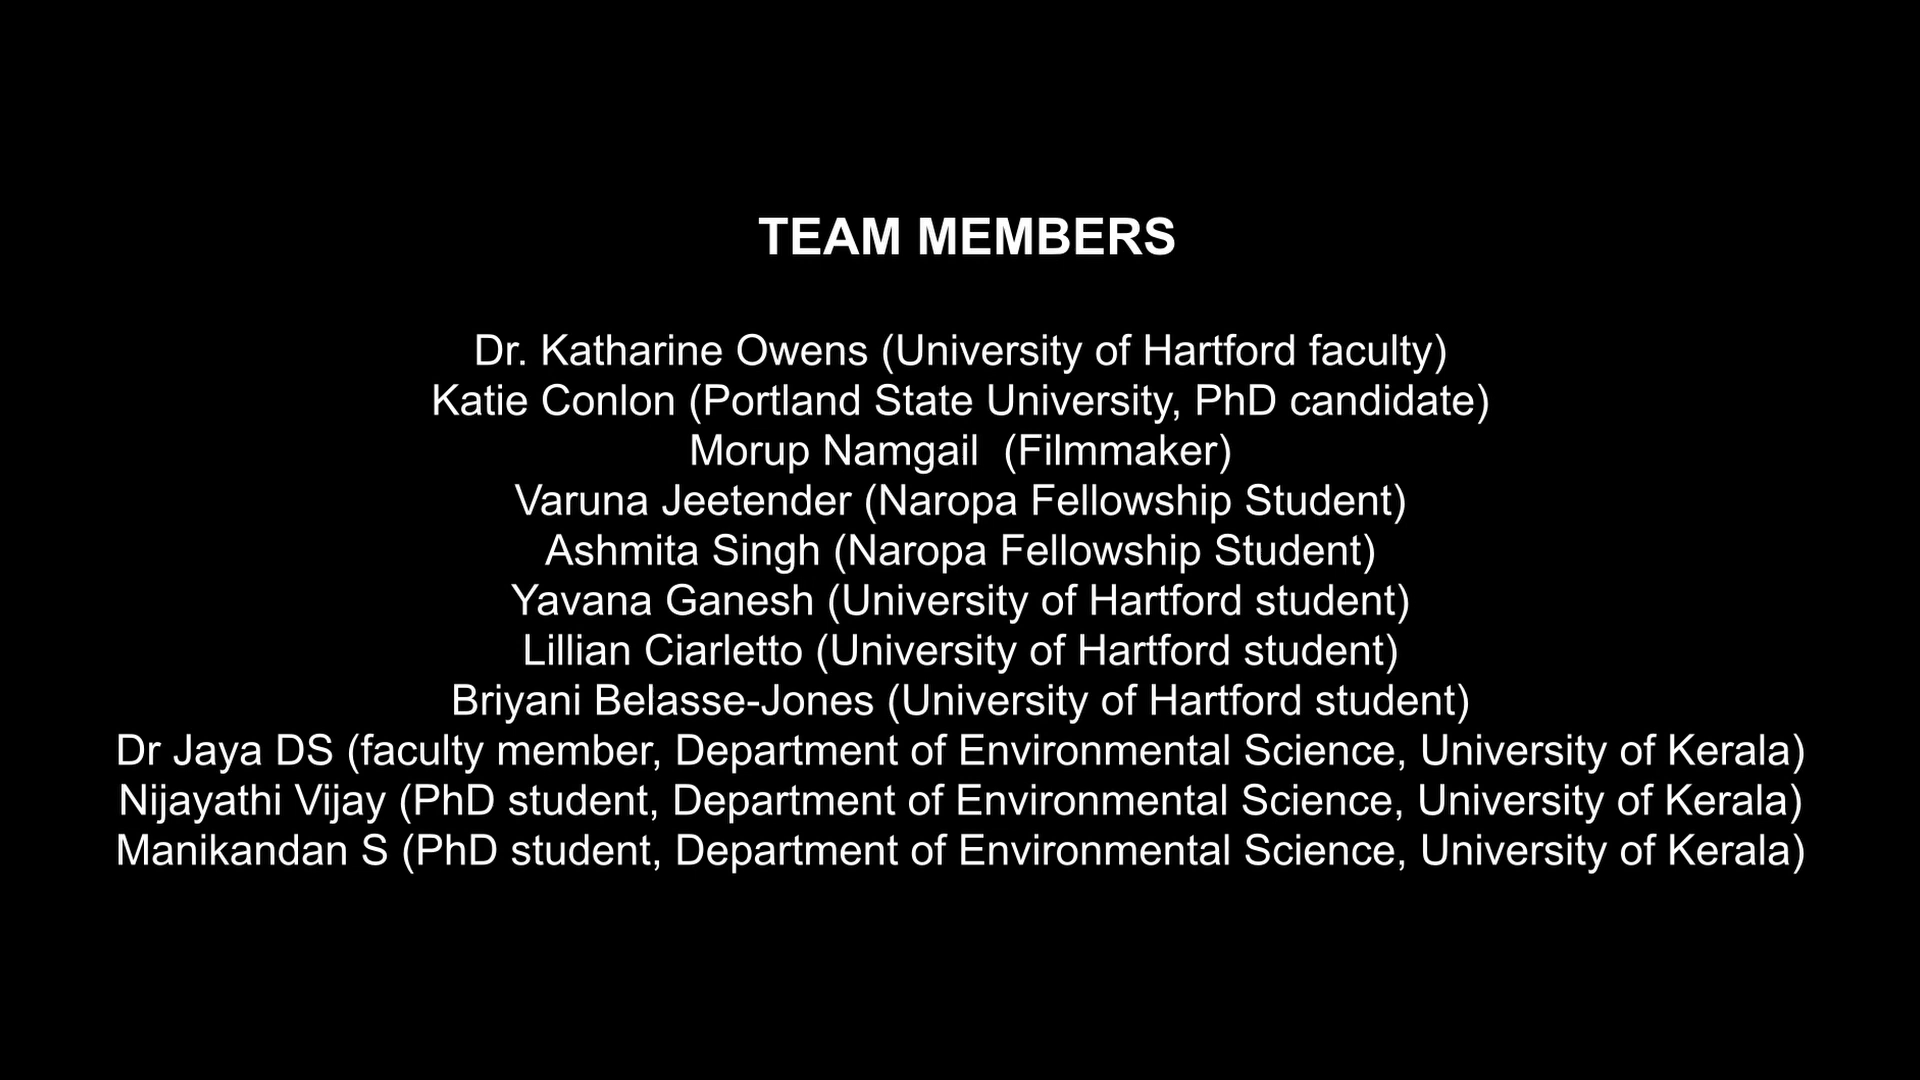 TEAM MEMBERS
Dr. Katharine Owens (University of Hartford faculty)
Katie Conlon (Portland State University, PhD candidate)
Morup Namgail  (Filmmaker)
Varuna Jeetender (Naropa Fellowship Student)
Ashmita Singh (Naropa Fellowship Student)
Yavana Ganesh (University of Hartford student)
Lillian Ciarletto (University of Hartford student)
Briyani Belasse-Jones (University of Hartford student)
Dr Jaya DS (faculty member, Department of Environmental Science, University of Kerala)
Nijayathi Vijay (PhD student, Department of Environmental Science, University of Kerala)
Manikandan S (PhD student, Department of Environmental Science, University of Kerala)